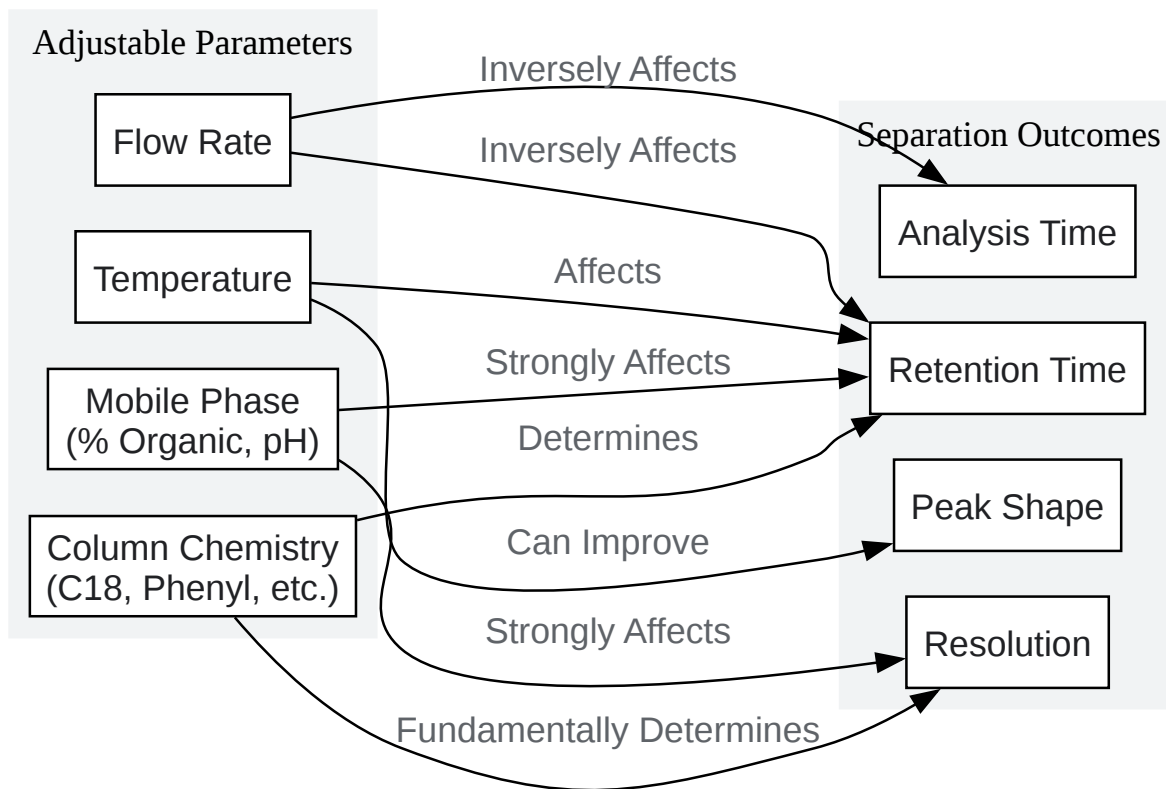 Adjustable Parameters
Flow Rate
Temperature
Mobile Phase
(% Organic, pH)
Column Chemistry
(C18, Phenyl, etc.)
Inversely Affects
Inversely Affects
Affects
Strongly Affects
Determines
Can Improve
Strongly Affects
Fundamentally Determines
Separation Outcomes
Analysis Time
Retention Time
Peak Shape
Resolution